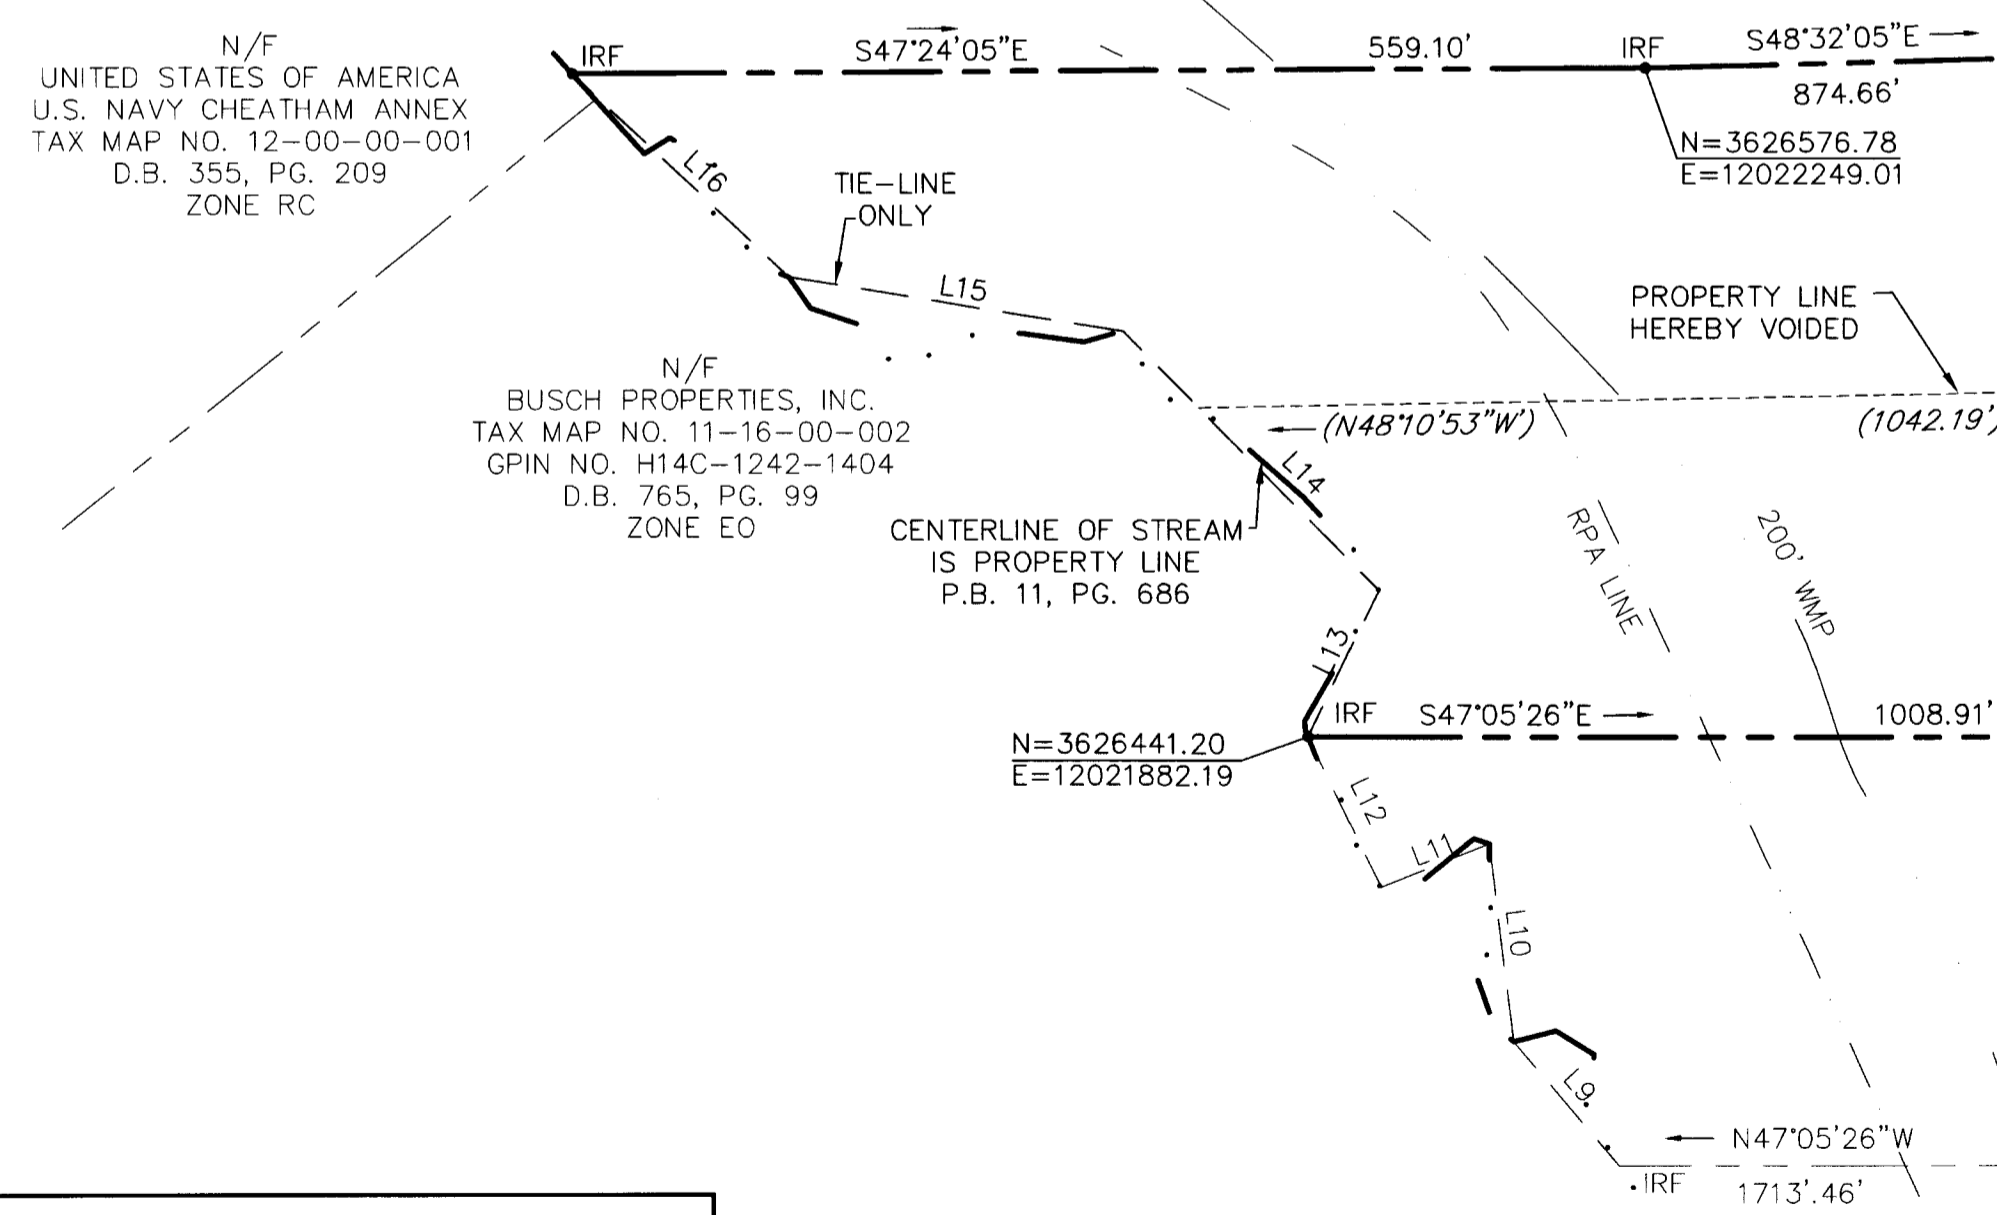 N/F
UNITED STATES OF AMERICA
U.S. NAVY CHEATHAM ANNEX
TAX MAP NO. 12-00-00-001
D.B. 355, PG. 209
ZONE RC
IRF
S47°24'05"E
559.10'
IRF
S48°32'05"E
874.66'
N=3626576.78
E=12022249.01
L16
TIE-LINE
ONLY
L15
PROPERTY LINE
HEREBY VOIDED
N/F
BUSCH PROPERTIES, INC.
TAX MAP NO. 11-16-00-002
GPIN NO. H14C-1242-1404
D.B. 765, PG. 99
ZONE EO
(N48°10'53"W')
(1042.19')
L14
CENTERLINE OF STREAM
IS PROPERTY LINE
P.B. 11, PG. 686
RPA LINE
200' WMP
L13
IRF
S47°05'26"E
1008.91'
N=3626441.20
E=12021882.19
L12
L11
L10
L9
N47°05'26"W
IRF
1713'.46'